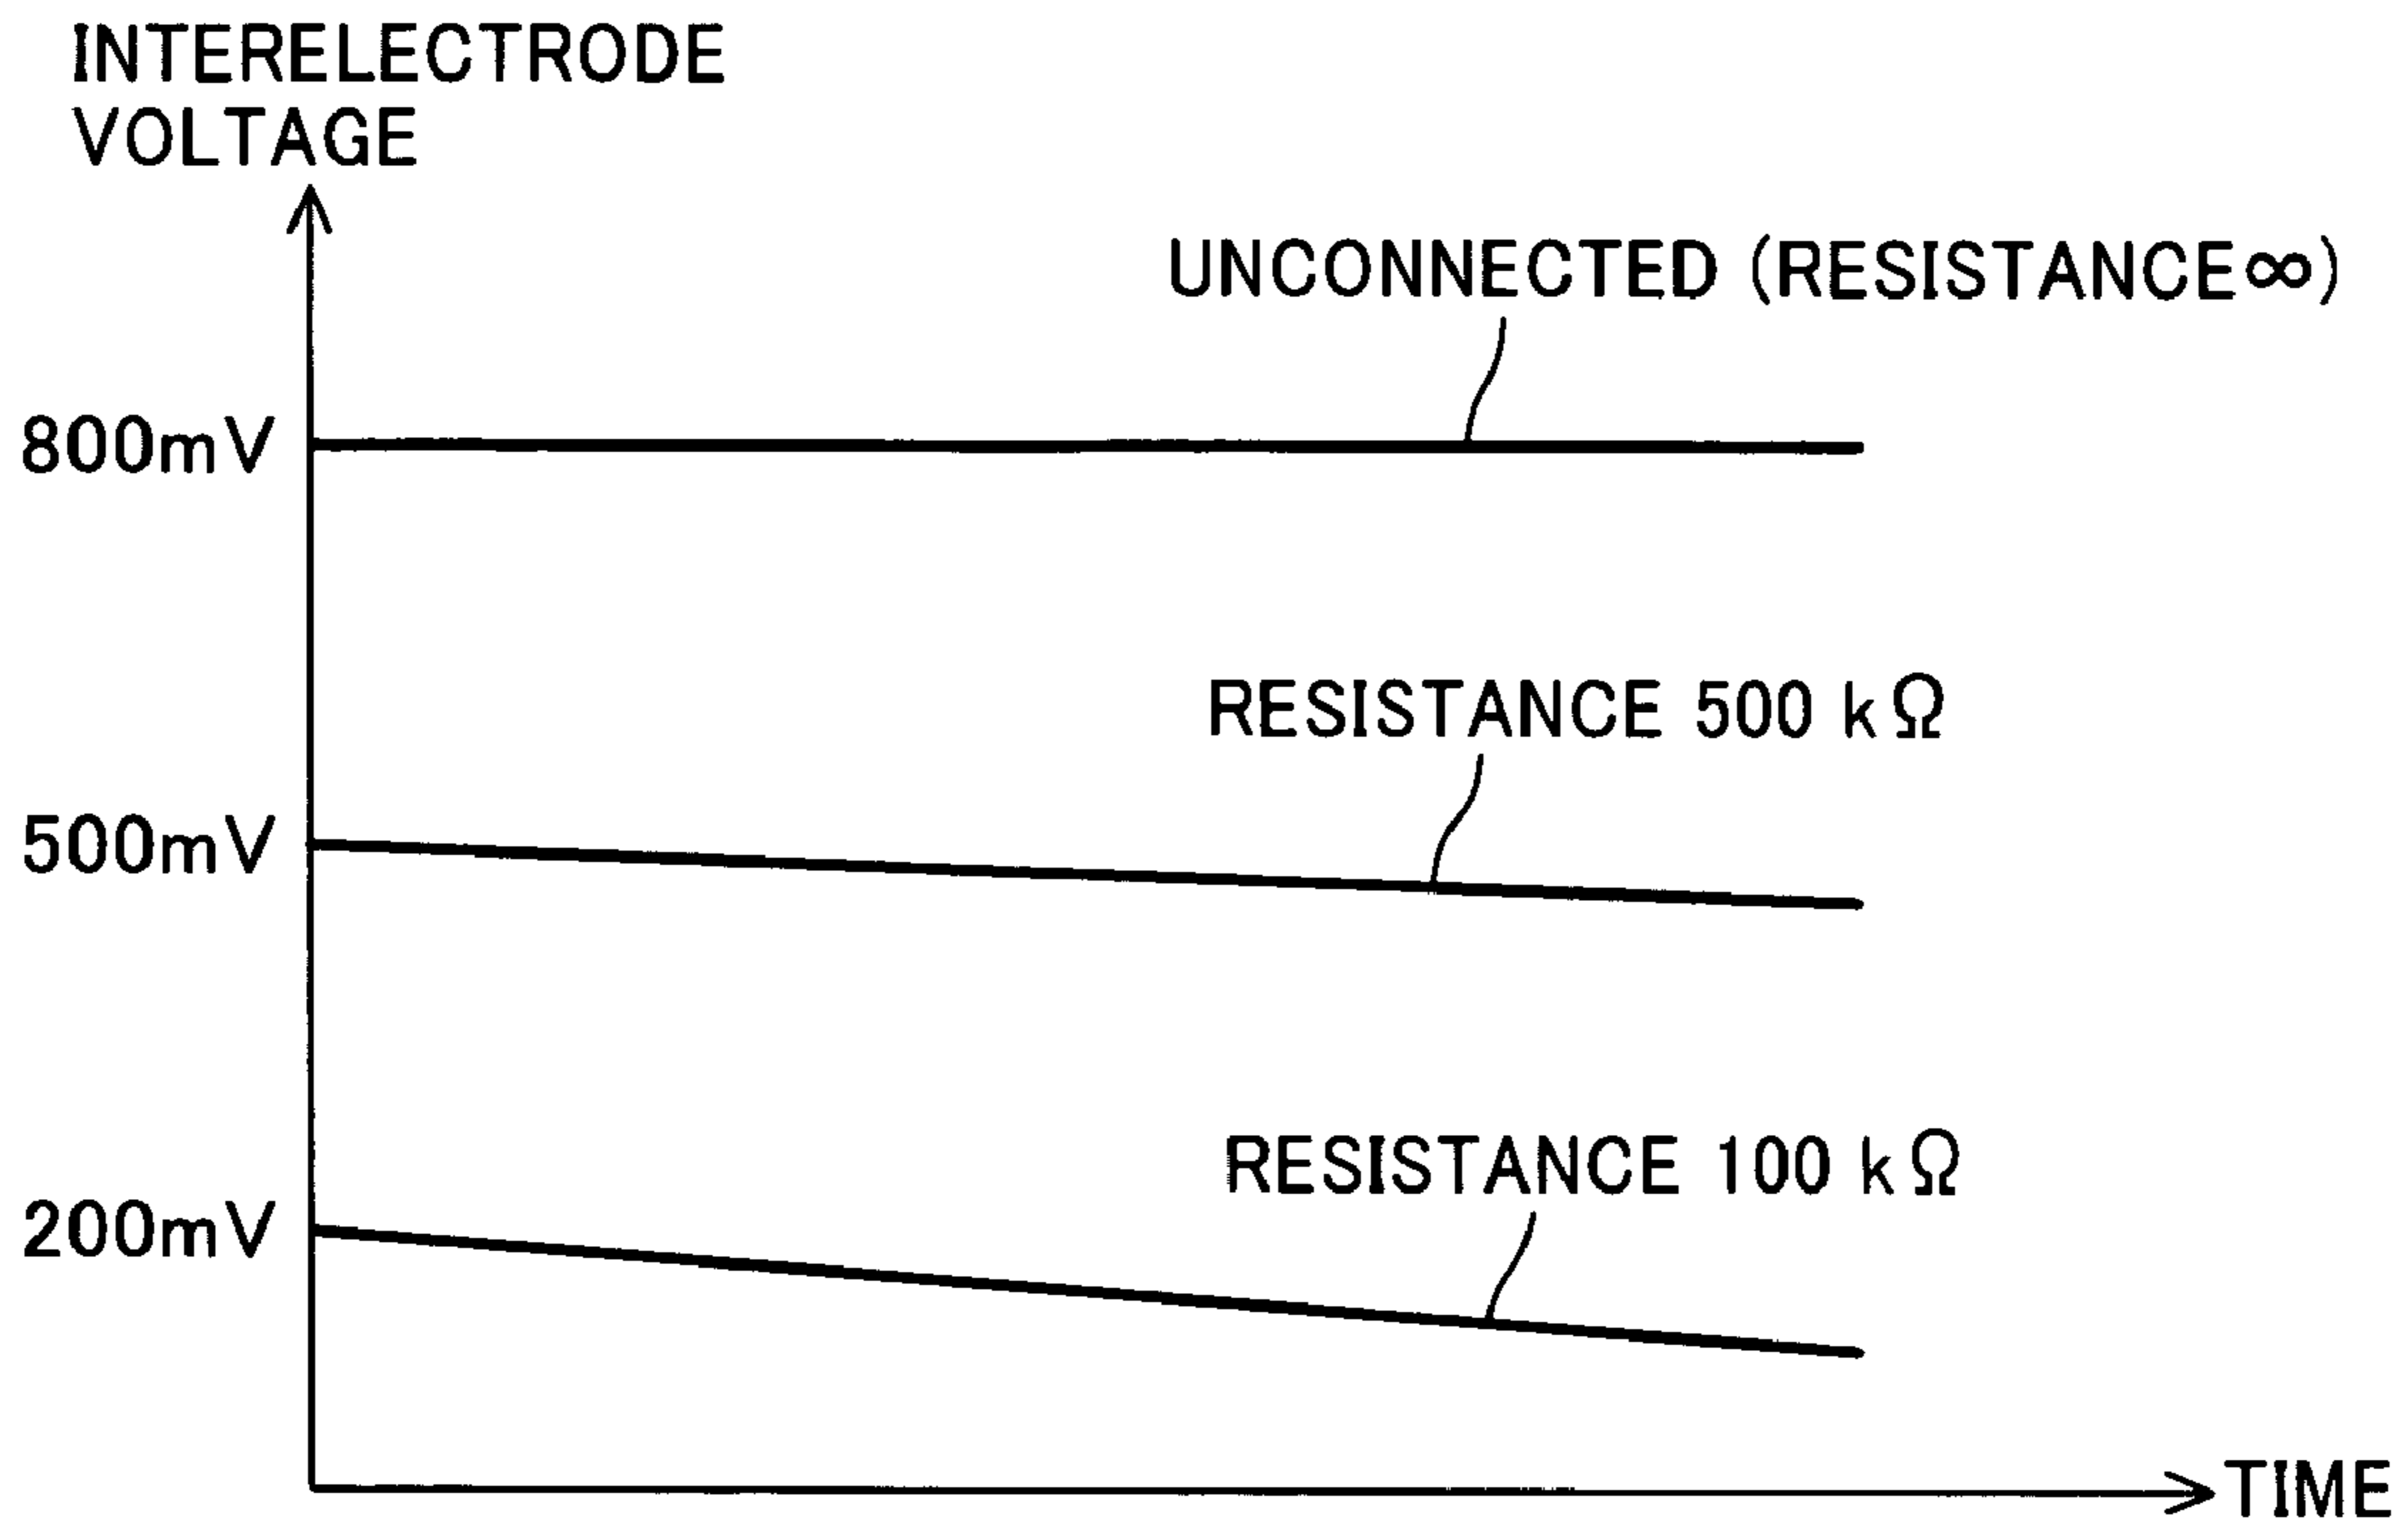 INTERELECTRODE
VOLTAGE
UNCONNECTED (RESISTANCE∞)
800mV
RESISTANCE 500 kΩ
500mV
RESISTANCE 100 kΩ
200mV
TIME